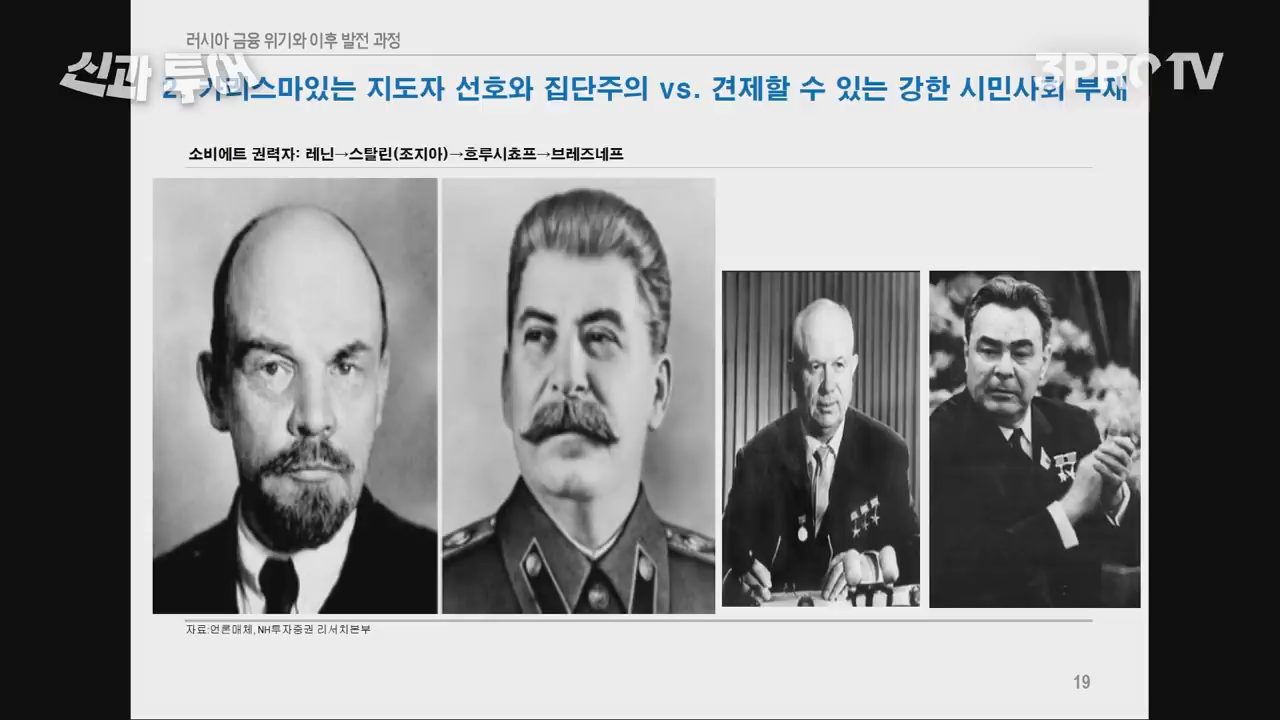 러시아 금융 위기와 이후 발전 과정
신과 투어
3PRO TV
2. 카리스마있는 지도자 선호와 집단주의 vs. 견제할 수 있는 강한 시민사회 부재
소비에트 권력자: 레닌→스탈린(조지아)→흐루시쵸프→브레즈네프
자료:언론매체, NH투자증권 리서치본부
19